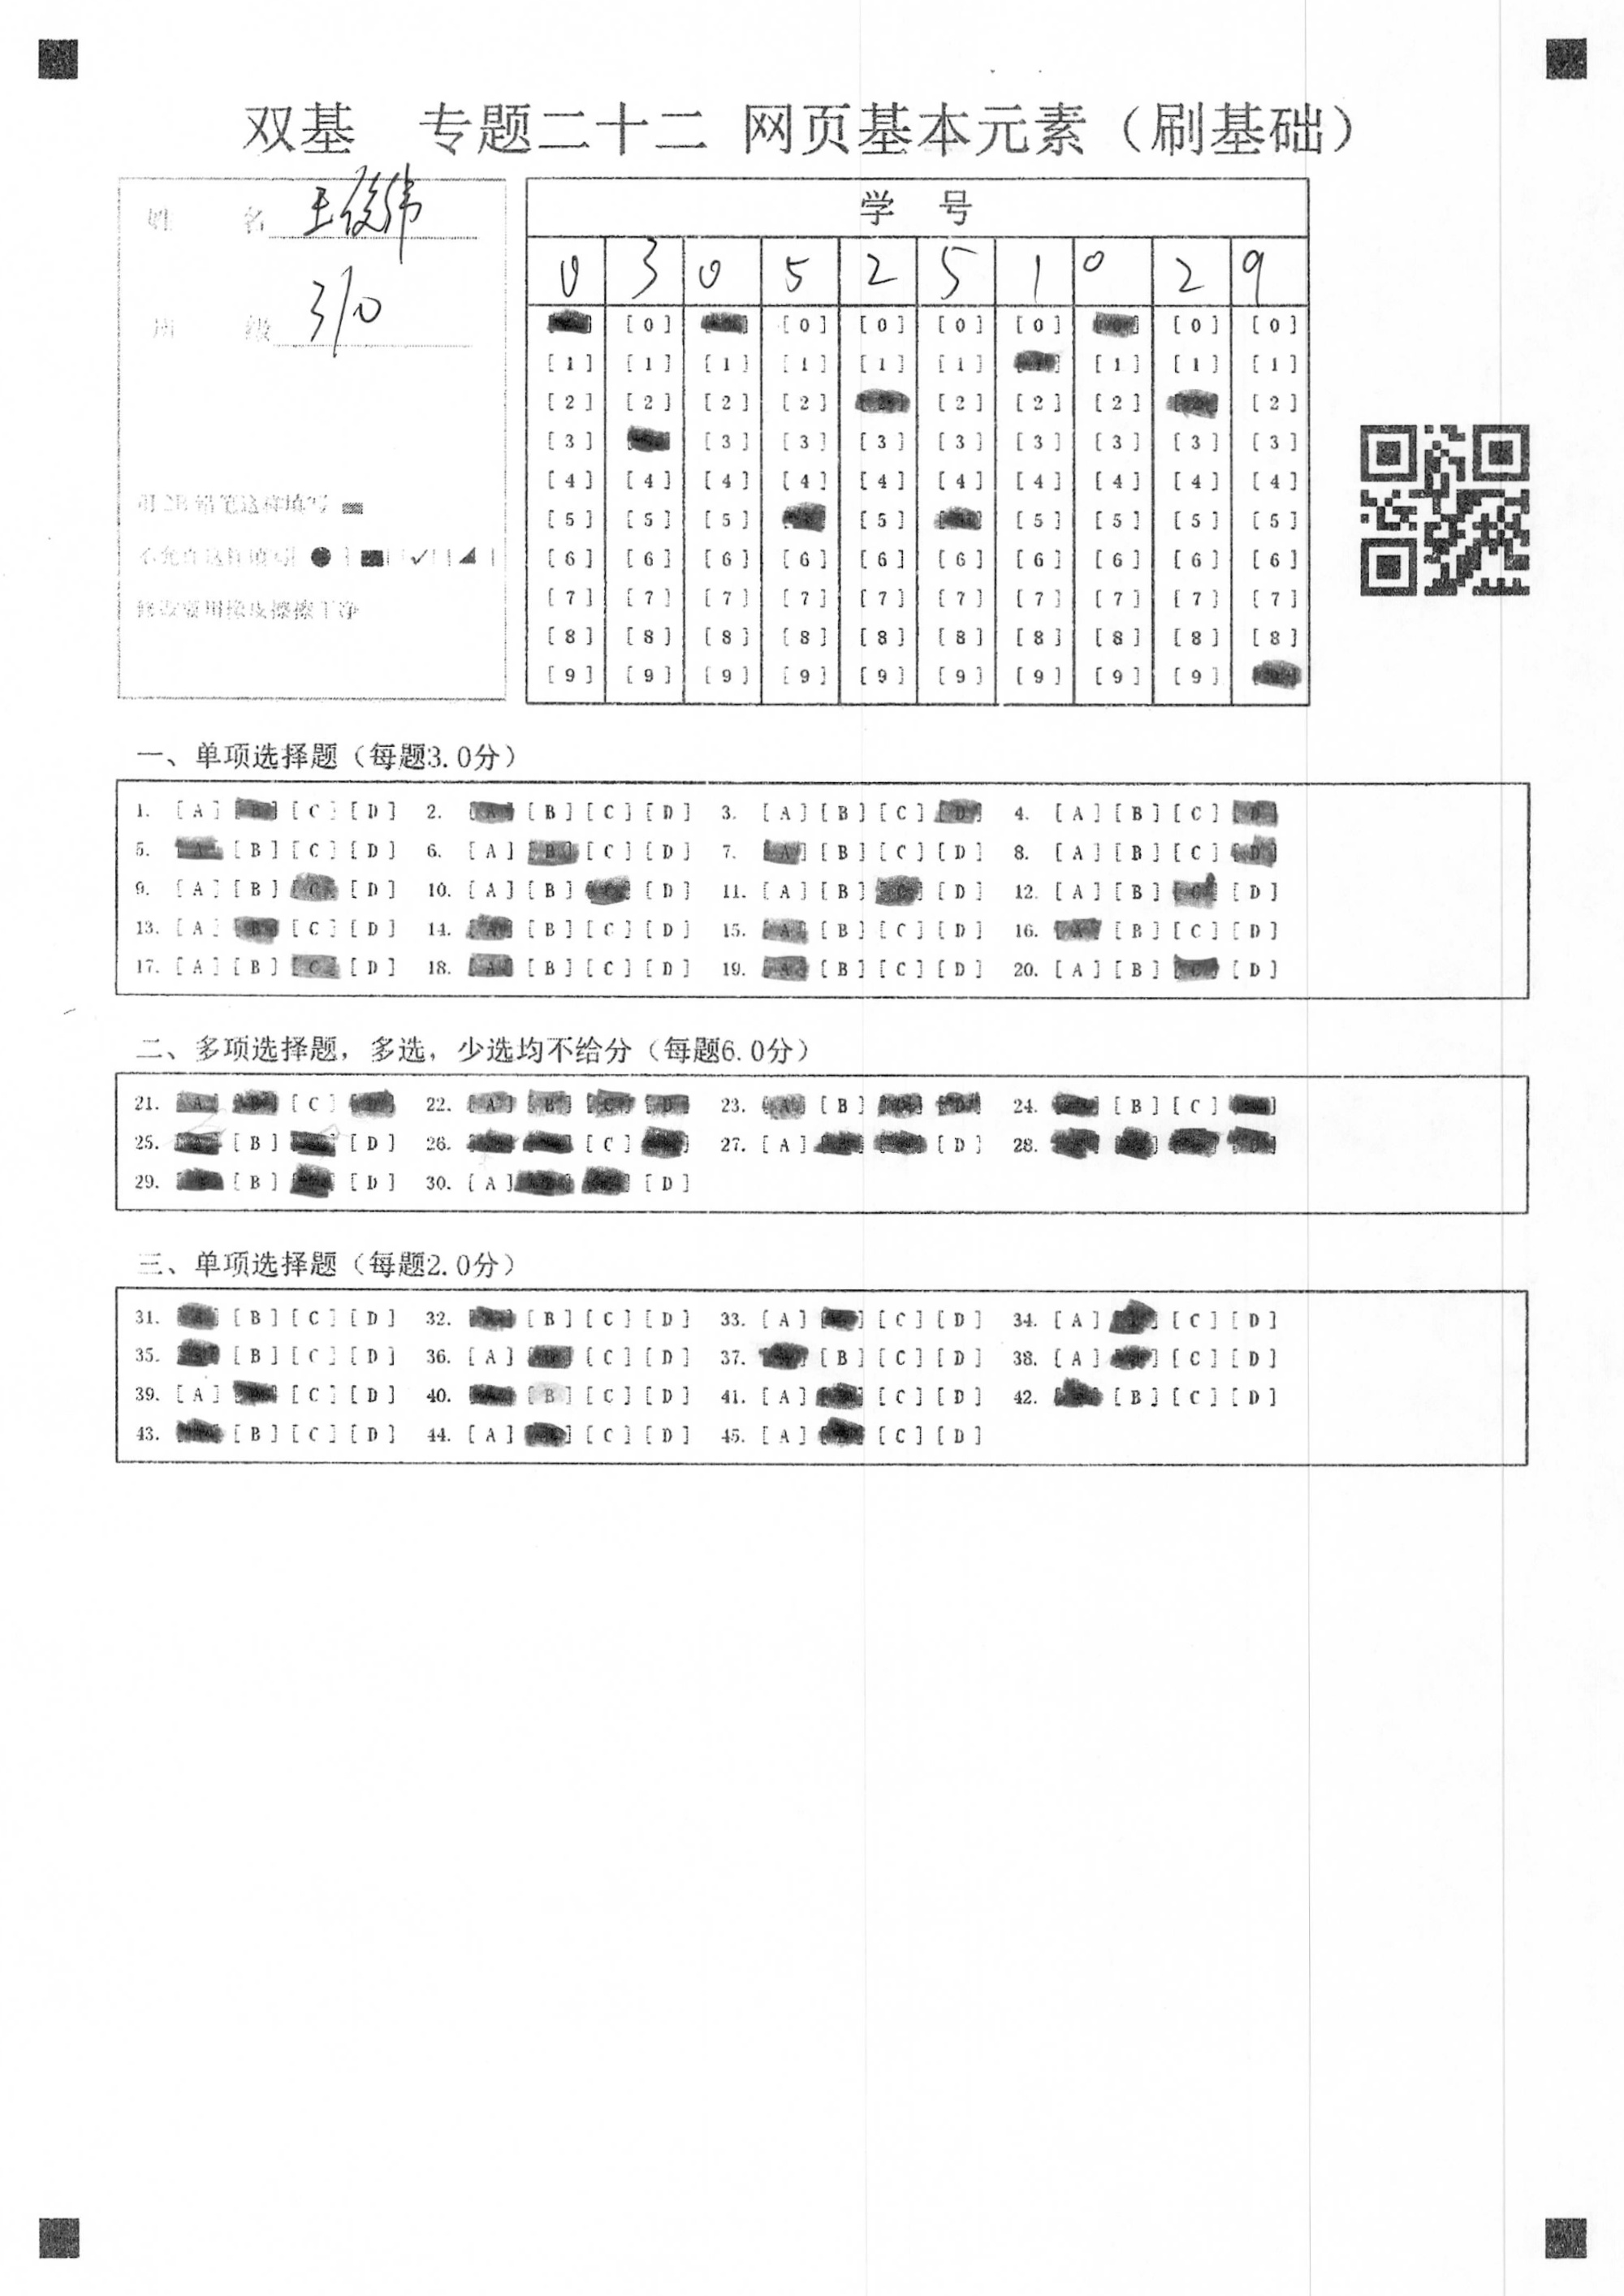 双基 专题二十二 网页基本元素（刷基础）
姓 名 王俊伟
班 级 310
用2B铅笔这样填写
不允许这样填写
修改需用橡皮擦擦干净
学 号
0 3 0 5 2 5 1 0 2 9
[0] [0] [0] [0] [0] [0] [0]
[1] [1] [1] [1] [1] [1] [1] [1] [1]
[2] [2] [2] [2] [2] [2] [2] [2]
[3] [3] [3] [3] [3] [3] [3] [3] [3]
[4] [4] [4] [4] [4] [4] [4] [4] [4] [4]
[5] [5] [5] [5] [5] [5] [5] [5]
[6] [6] [6] [6] [6] [6] [6] [6] [6] [6]
[7] [7] [7] [7] [7] [7] [7] [7] [7] [7]
[8] [8] [8] [8] [8] [8] [8] [8] [8] [8]
[9] [9] [9] [9] [9] [9] [9] [9] [9]
一、单项选择题（每题3.0分）
1. [A] [B] [C] [D] 2. [A] [B] [C] [D] 3. [A] [B] [C] [D] 4. [A] [B] [C] [D]
5. [A] [B] [C] [D] 6. [A] [B] [C] [D] 7. [A] [B] [C] [D] 8. [A] [B] [C] [D]
9. [A] [B] [C] [D] 10. [A] [B] [C] [D] 11. [A] [B] [C] [D] 12. [A] [B] [C] [D]
13. [A] [B] [C] [D] 14. [A] [B] [C] [D] 15. [A] [B] [C] [D] 16. [A] [B] [C] [D]
17. [A] [B] [C] [D] 18. [A] [B] [C] [D] 19. [A] [B] [C] [D] 20. [A] [B] [C] [D]
二、多项选择题，多选，少选均不给分（每题6.0分）
21. [A] [B] [C] [D] 22. [A] [B] [C] [D] 23. [A] [B] [C] [D] 24. [B] [C]
25. [B] [D] 26. [C] 27. [A] [D] 28.
29. [B] [D] 30. [A] [D]
三、单项选择题（每题2.0分）
31. [B] [C] [D] 32. [B] [C] [D] 33. [A] [C] [D] 34. [A] [C] [D]
35. [B] [C] [D] 36. [A] [C] [D] 37. [B] [C] [D] 38. [A] [C] [D]
39. [A] [C] [D] 40. [B] [C] [D] 41. [A] [C] [D] 42. [B] [C] [D]
43. [B] [C] [D] 44. [A] [C] [D] 45. [A] [C] [D]